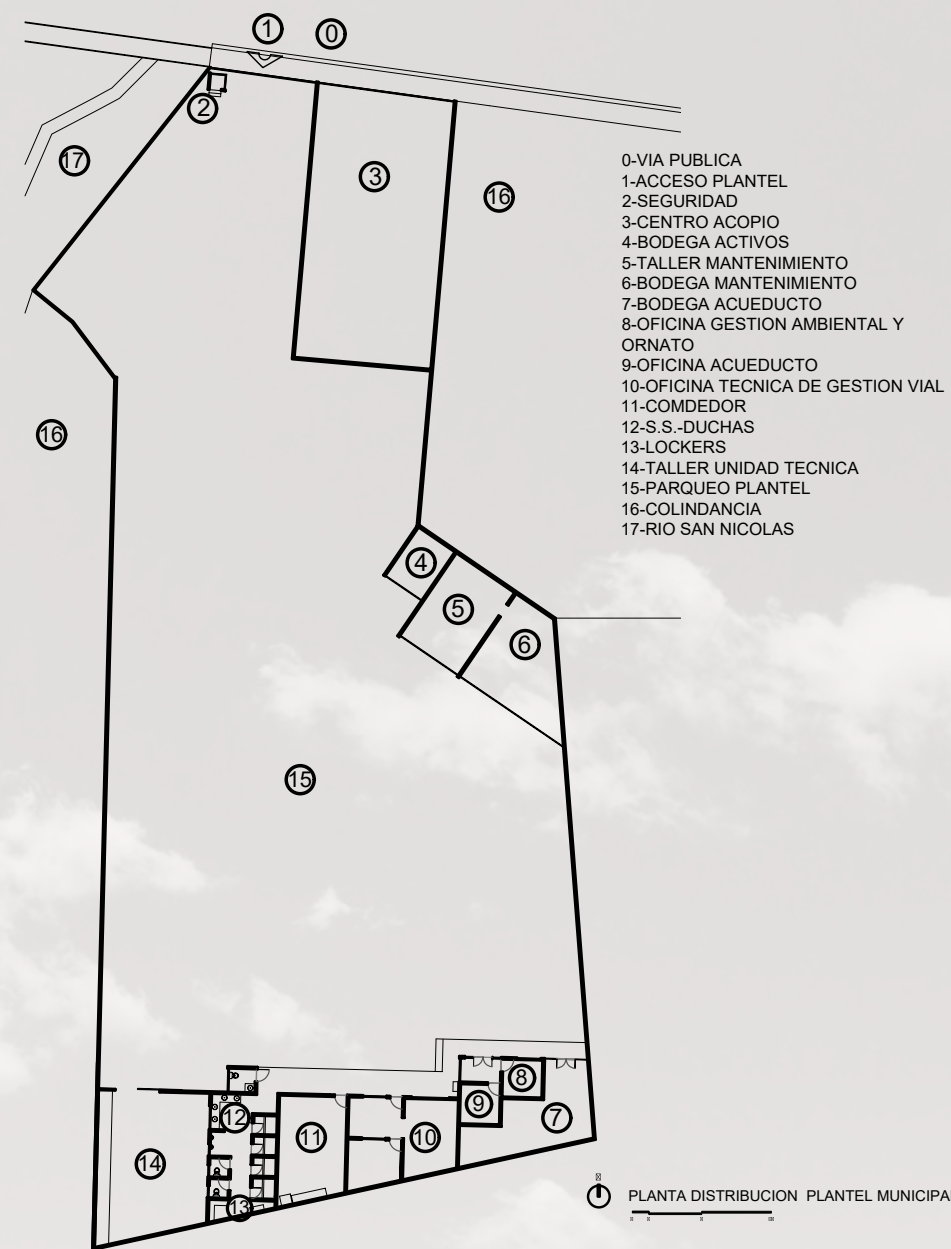 1 0
2
17
3
16
0-VIA PUBLICA
1-ACCESO PLANTEL
2-SEGURIDAD
3-CENTRO ACOPIO
4-BODEGA ACTIVOS
5-TALLER MANTENIMIENTO
6-BODEGA MANTENIMIENTO
7-BODEGA ACUEDUCTO
8-OFICINA GESTION AMBIENTAL Y
ORNATO
9-OFICINA ACUEDUCTO
10-OFICINA TECNICA DE GESTION VIAL
11-COMDEDOR
12-S.S.-DUCHAS
13-LOCKERS
14-TALLER UNIDAD TECNICA
15-PARQUEO PLANTEL
16-COLINDANCIA
17-RIO SAN NICOLAS
16
4
5
6
15
8
9
7
12
11
10
14
13
PLANTA DISTRIBUCION PLANTEL MUNICIPA